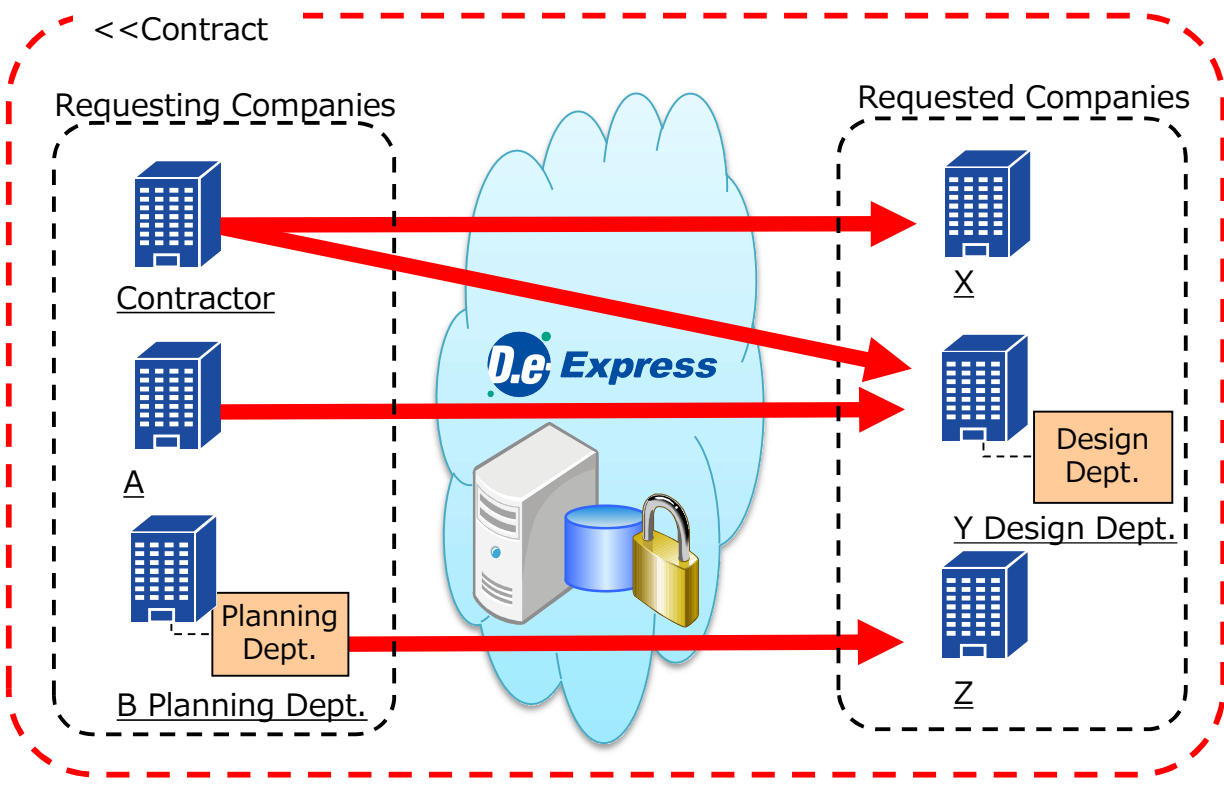 <<Contract
Requesting Companies
Requested Companies
Contractor
X
D.e-Express
A
Design
Dept.
Y Design Dept.
Planning
Dept.
B Planning Dept.
Z